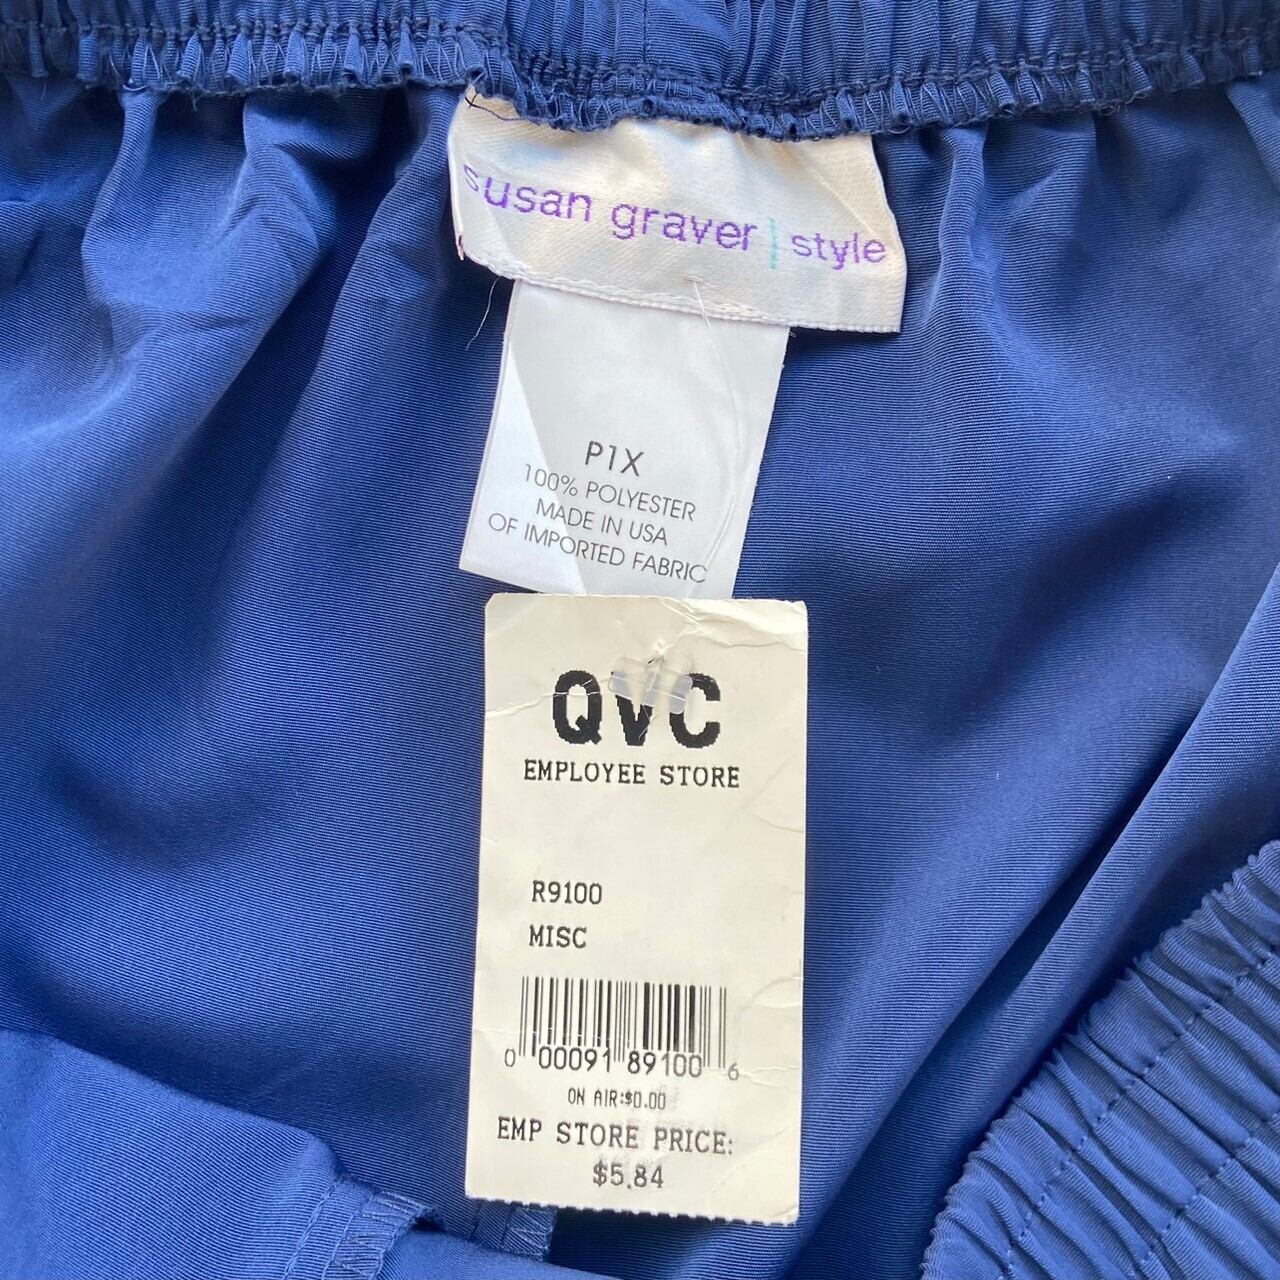 susan graver | style
P1X
100% POLYESTER
MADE IN USA
OF IMPORTED FABRIC
QVC
EMPLOYEE STORE
R9100
MISC
0 00091 89100 6
ON AIR:$0.00
EMP STORE PRICE:
$5.84